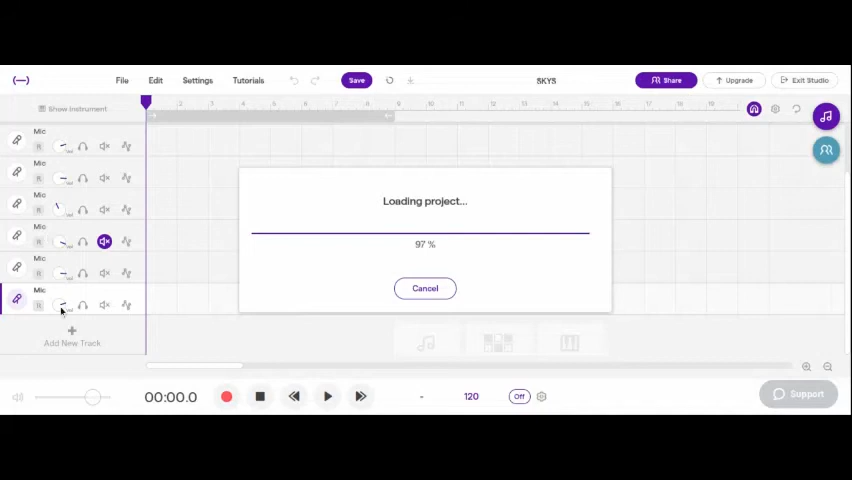 (—) File Edit Settings Tutorials Save SKYS Share Upgrade Exit Studio
Show Instrument 2 3 4 5 6 7 8 9 10 11 12 13 14 15 16 17 18 19
Mic
R
Mic
R
Mic
R
Mic
R
Mic
R
Mic
R
Loading project...
97 %
Cancel
+
Add New Track
00:00.0 - 120 Off
Support